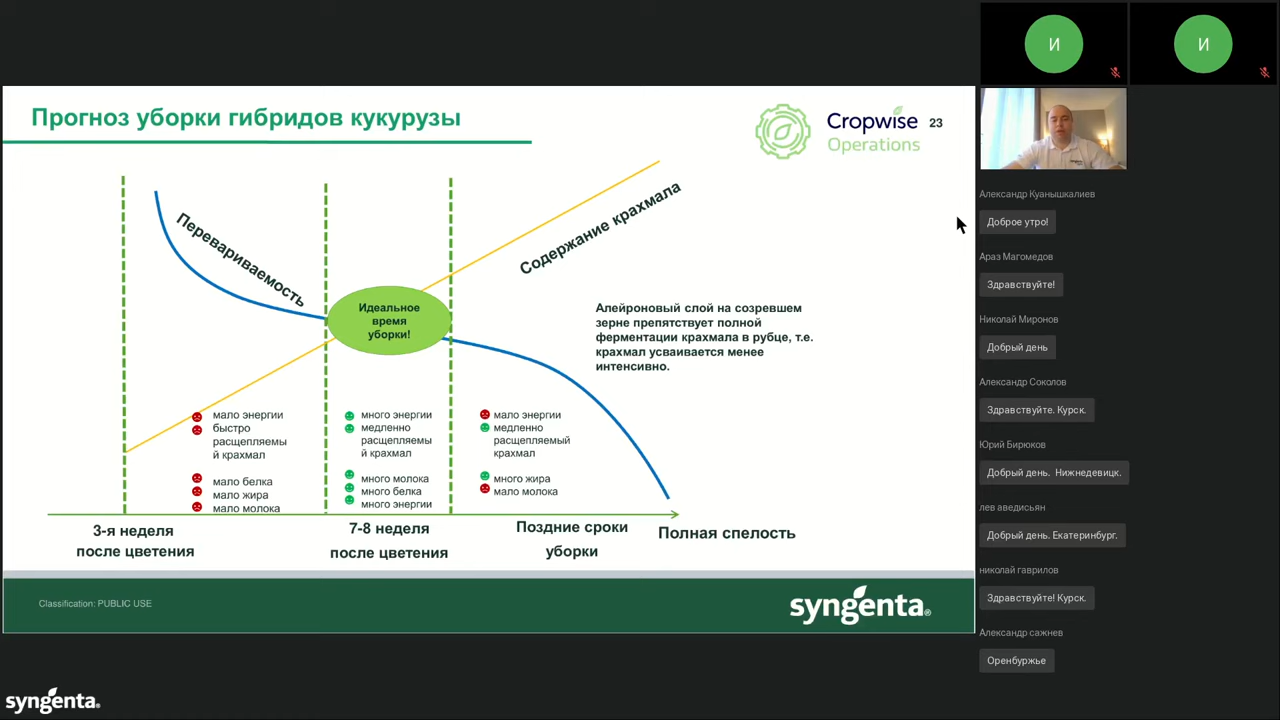 Прогноз уборки гибридов кукурузы
Cropwise
Operations
23
Перевариваемость
Содержание крахмала
Идеальное
время
уборки!
Алейроновый слой на созревшем
зерне препятствует полной
ферментации крахмала в рубце, т.е.
крахмал усваивается менее
интенсивно.
мало энергии
быстро
расщепляемы
й крахмал
мало белка
мало жира
мало молока
много энергии
медленно
расщепляемы
й крахмал
много молока
много белка
много энергии
мало энергии
медленно
расщепляемый
крахмал
много жира
мало молока
3-я неделя
после цветения
7-8 неделя
после цветения
Поздние сроки
уборки
Полная спелость
Classification: PUBLIC USE
syngenta®
syngenta.
И
И
Александр Куанышкалиев
Доброе утро!
Араз Магомедов
Здравствуйте!
Николай Миронов
Добрый день
Александр Соколов
Здравствуйте. Курск.
Юрий Бирюков
Добрый день. Нижнедевицк.
лев аведисьян
Добрый день. Екатеринбург.
николай гаврилов
Здравствуйте! Курск.
Александр сажнев
Оренбуржье